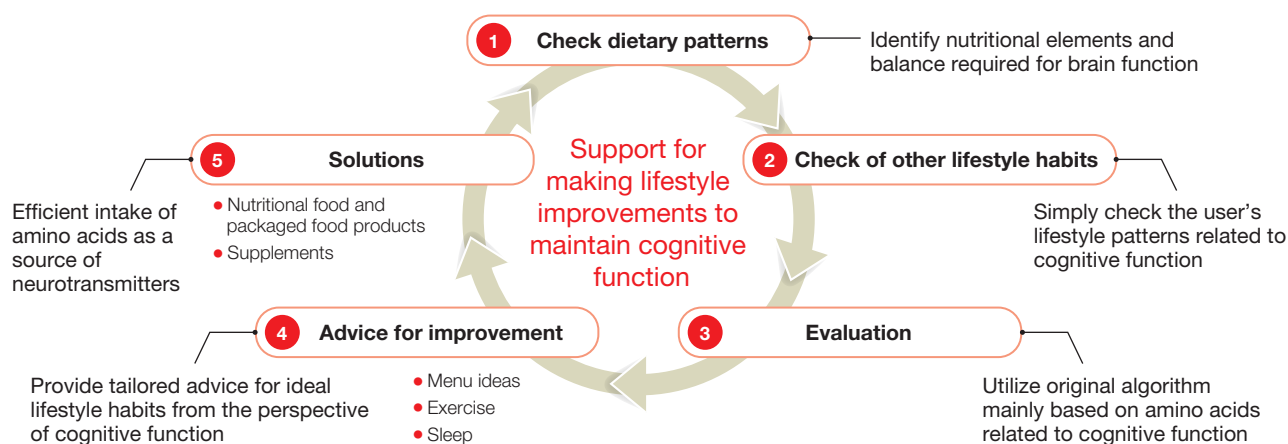 1 Check dietary patterns
Identify nutritional elements and
balance required for brain function
2 Check of other lifestyle habits
Simply check the user’s
lifestyle patterns related to
cognitive function
3 Evaluation
Utilize original algorithm
mainly based on amino acids
related to cognitive function
4 Advice for improvement
• Menu ideas
• Exercise
• Sleep
Provide tailored advice for ideal
lifestyle habits from the perspective
of cognitive function
5 Solutions
• Nutritional food and
packaged food products
• Supplements
Efficient intake of
amino acids as a
source of
neurotransmitters
Support for
making lifestyle
improvements to
maintain cognitive
function